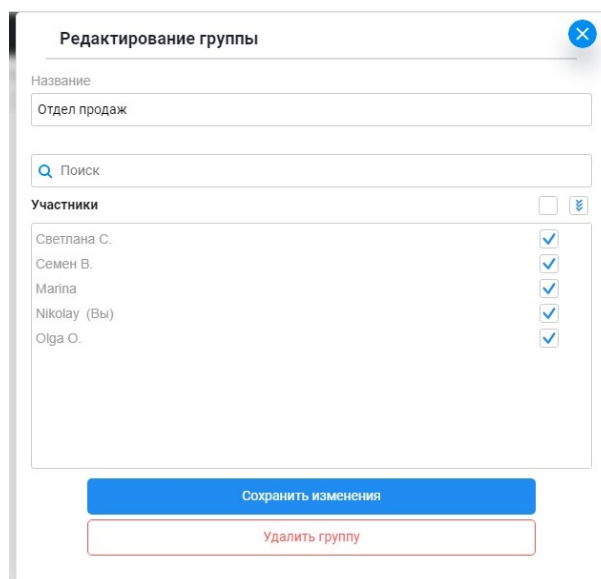 Редактирование группы
Название
Отдел продаж
Поиск
Участники
Светлана С.
Семен В.
Marina
Nikolay (Вы)
Olga O.
Сохранить изменения
Удалить группу